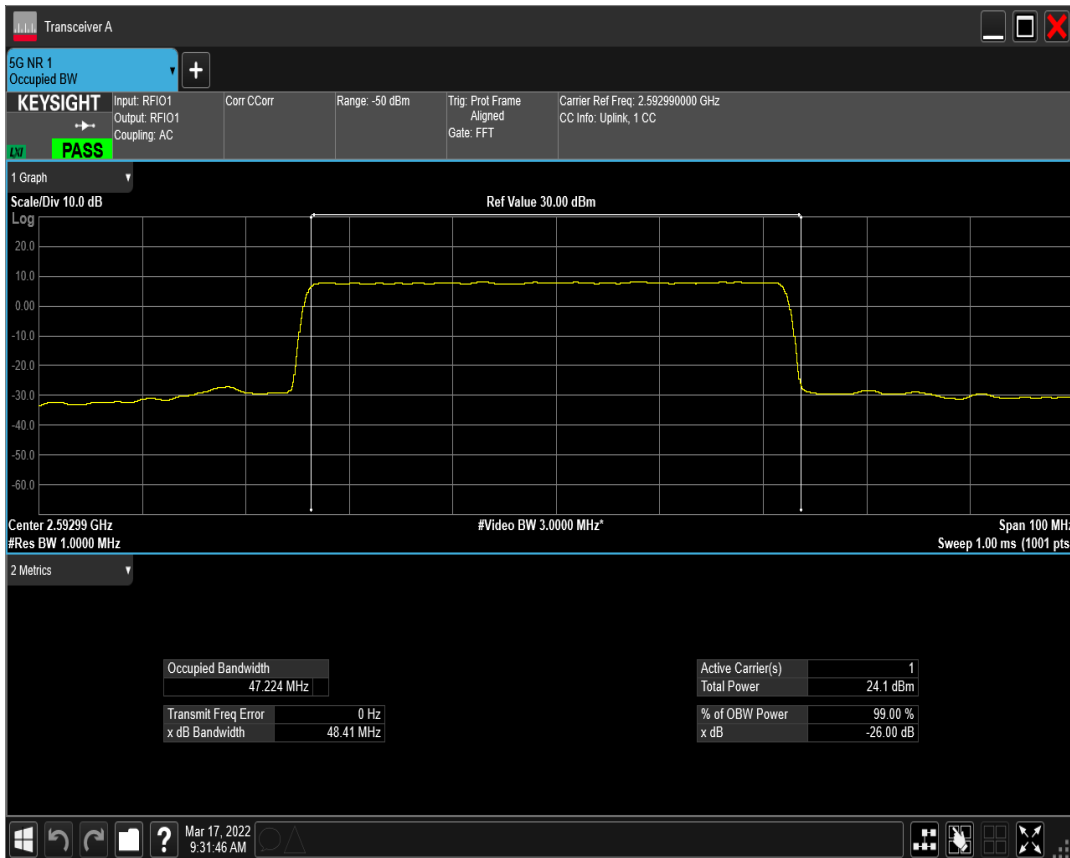 Transceiver A
5G NR 1
Occupied BW
+
KEYSIGHT
LXI
PASS
Input: RFIO1
Output: RFIO1
Coupling: AC
Corr CCorr
Range: -50 dBm
Trig: Prot Frame
Aligned
Gate: FFT
Carrier Ref Freq: 2.592990000 GHz
CC Info: Uplink, 1 CC
1 Graph
Scale/Div 10.0 dB
Ref Value 30.00 dBm
Log
20.0
10.0
0.00
-10.0
-20.0
-30.0
-40.0
-50.0
-60.0
Center 2.59299 GHz
#Video BW 3.0000 MHz*
Span 100 MHz
#Res BW 1.0000 MHz
Sweep 1.00 ms (1001 pts
2 Metrics
Occupied Bandwidth
47.224 MHz
Transmit Freq Error 0 Hz
x dB Bandwidth 48.41 MHz
Active Carrier(s) 1
Total Power 24.1 dBm
% of OBW Power 99.00 %
x dB -26.00 dB
?
Mar 17, 2022
9:31:46 AM